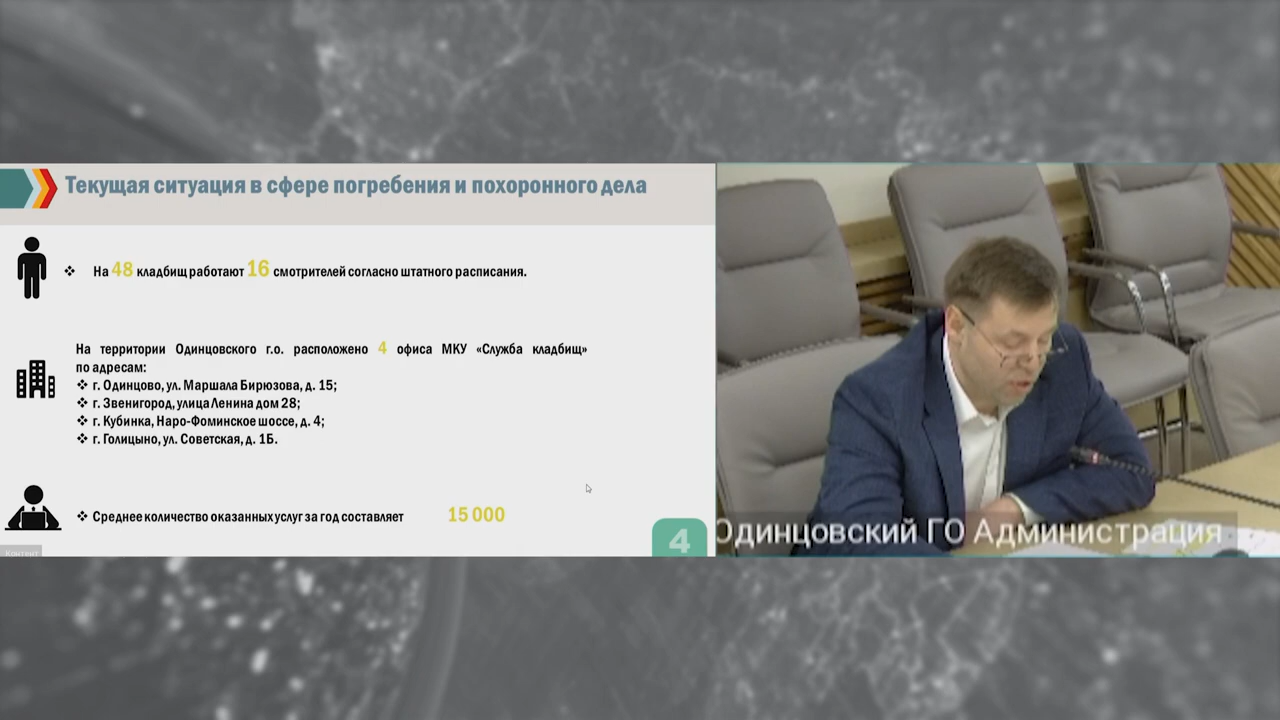 Текущая ситуация в сфере погребения и похоронного дела
❖ На 48 кладбищ работают 16 смотрителей согласно штатного расписания.
На территории Одинцовского г.о. расположено 4 офиса МКУ «Служба кладбищ»
по адресам:
❖ г. Одинцово, ул. Маршала Бирюзова, д. 15;
❖ г. Звенигород, улица Ленина дом 28;
❖ г. Кубинка, Наро-Фоминское шоссе, д. 4;
❖ г. Голицыно, ул. Советская, д. 1Б.
❖ Среднее количество оказанных услуг за год составляет 15 000
4
Контент
Одинцовский ГО Администрация